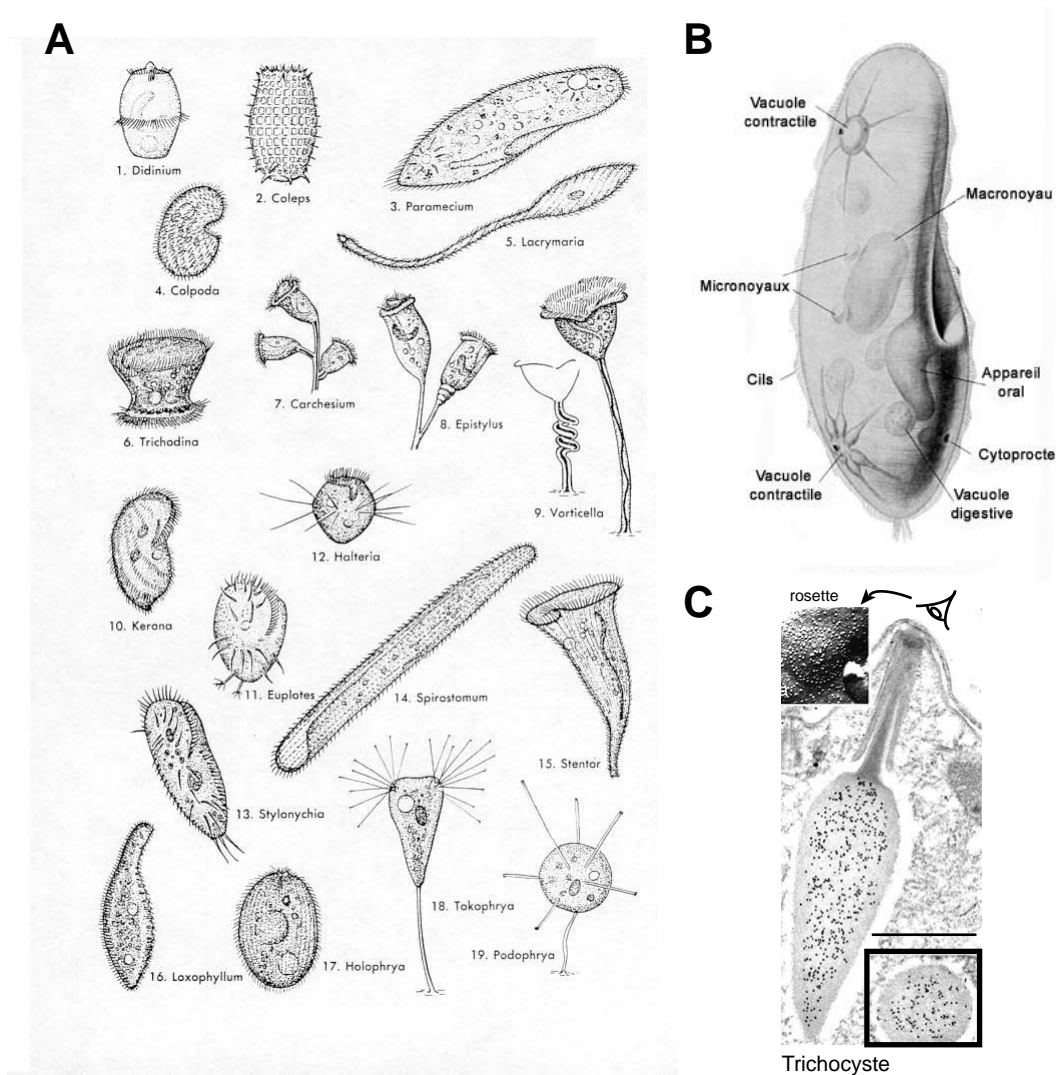 A
1. Didinium
2. Coleps
3. Paramecium
4. Colpoda
5. Lacrymaria
6. Trichodina
7. Carchesium
8. Epistylus
9. Vorticella
10. Kerona
11. Euplotes
12. Halteria
13. Stylonychia
14. Spirostomum
15. Stentor
16. Loxophyllum
17. Holophrya
18. Tokophrya
19. Podophrya
B
Vacuole
contractile
Macronoyau
Micronoyaux
Cils
Appareil
oral
Cytoprocte
Vacuole
contractile
Vacuole
digestive
C
rosette
a
Trichocyste